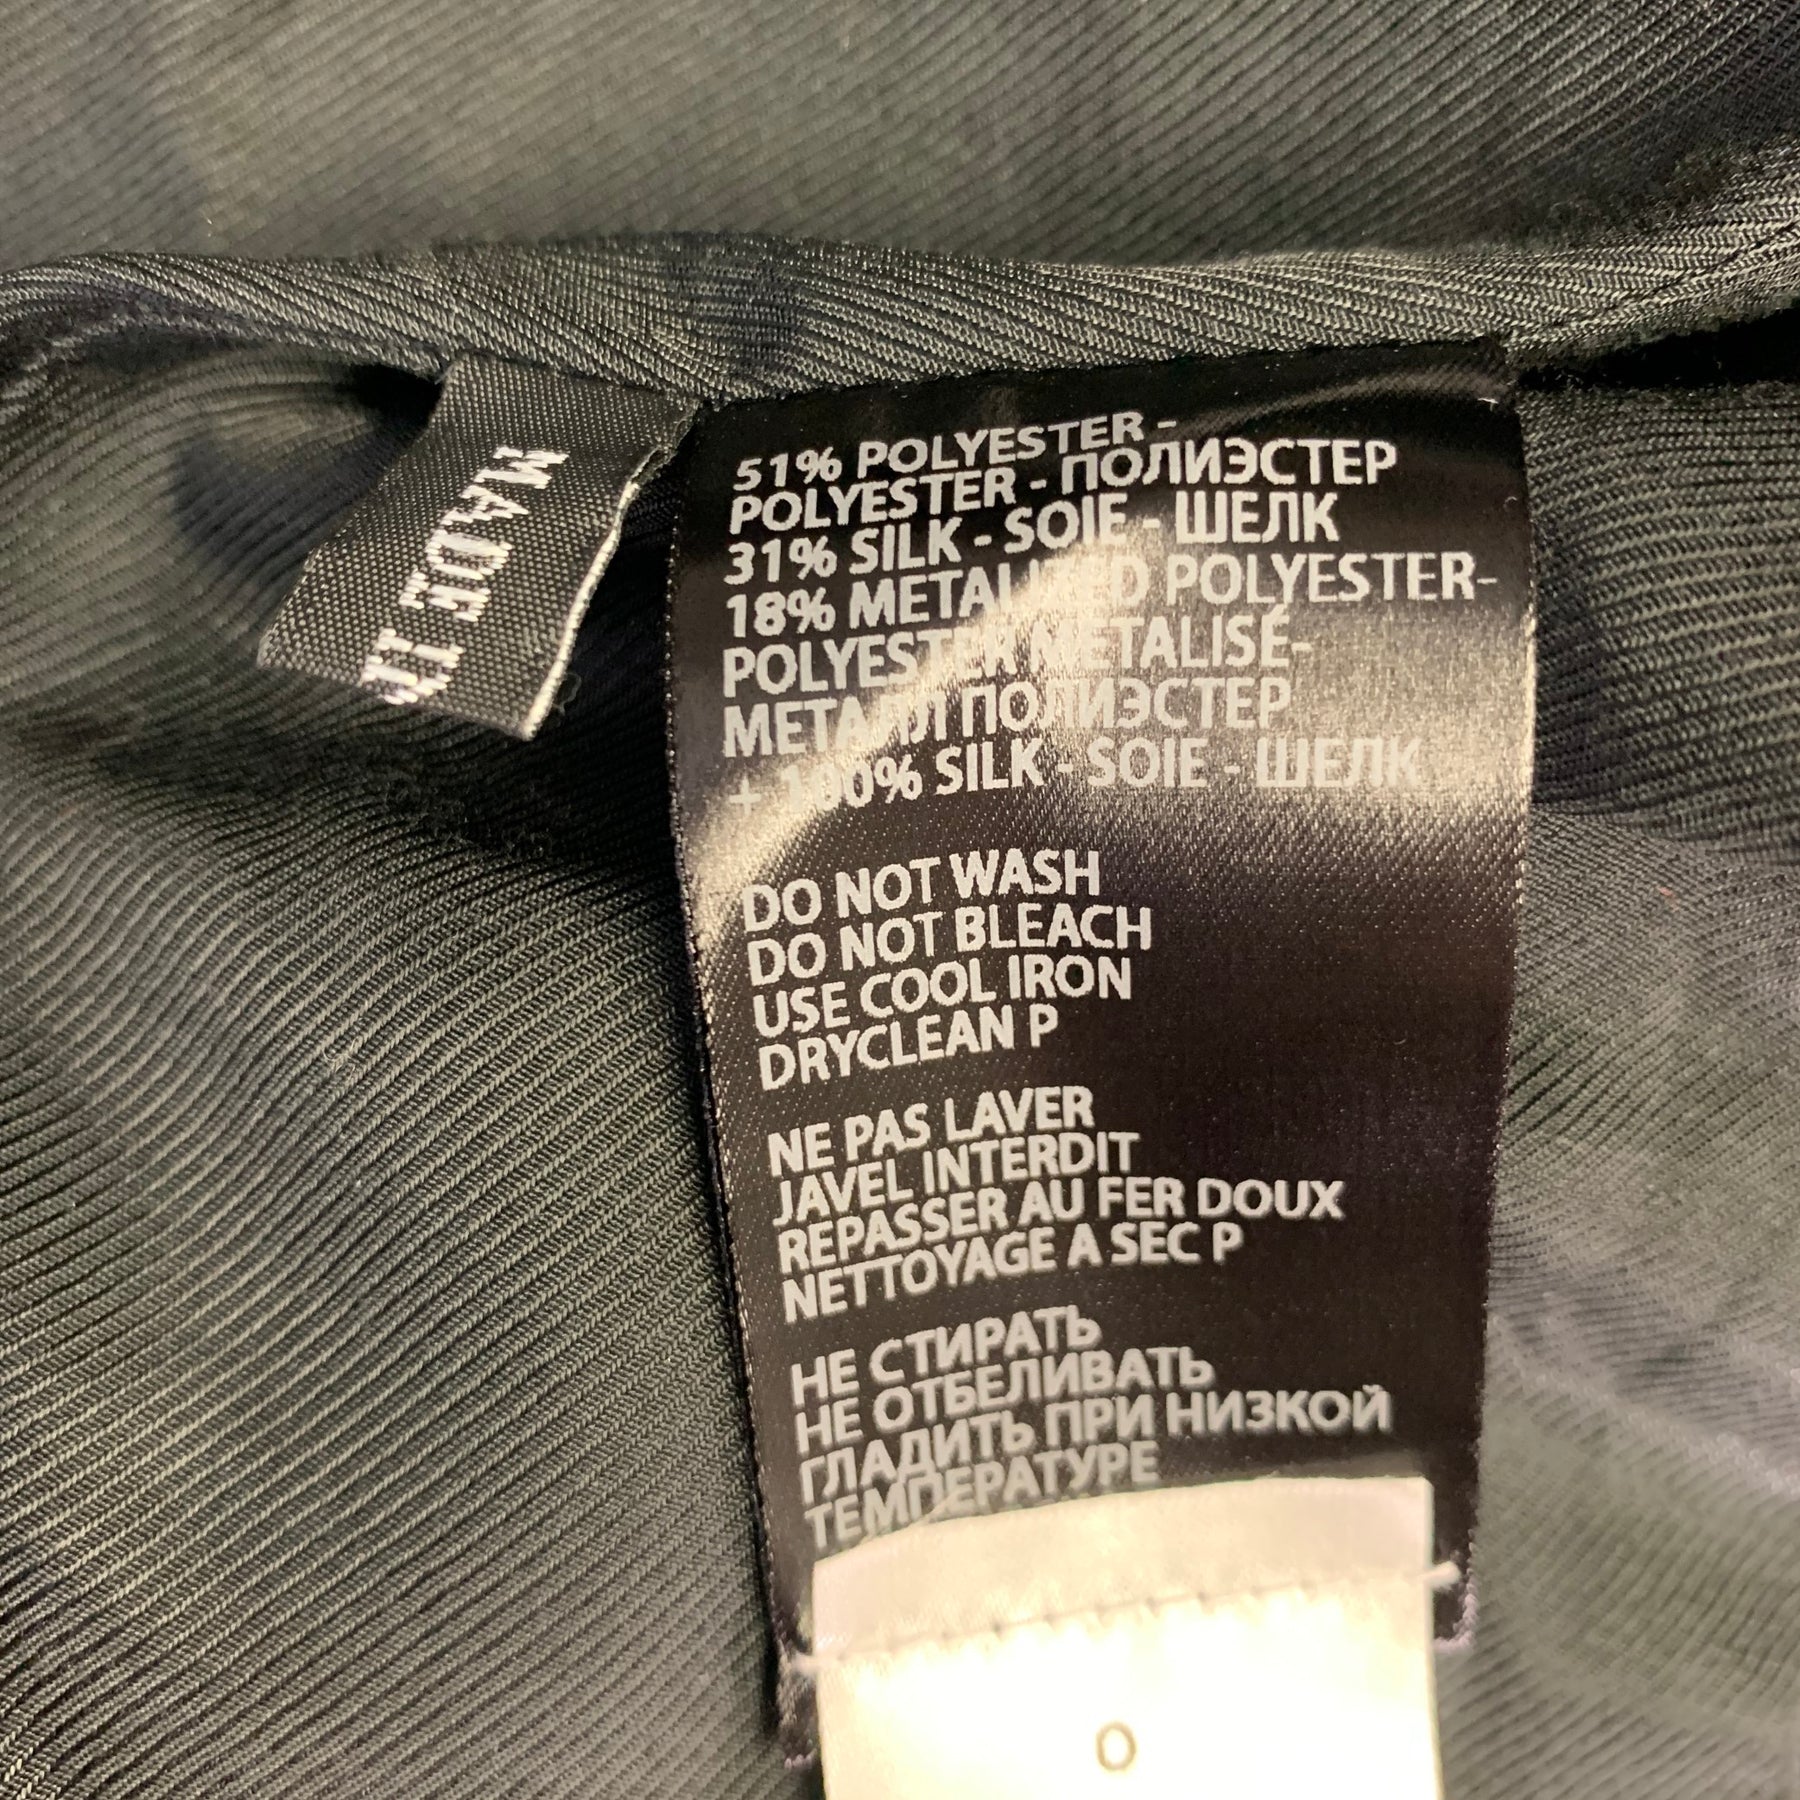 MADE
51% POLYESTER -
POLYESTER - ПОЛИЭСТЕР
31% SILK - SOIE - ШЕЛК
18% METALIZED POLYESTER-
POLYESTER METALISÉ-
МЕТАЛЛ ПОЛИЭСТЕР
+ 100% SILK - SOIE - ШЕЛК
DO NOT WASH
DO NOT BLEACH
USE COOL IRON
DRYCLEAN P
NE PAS LAVER
JAVEL INTERDIT
REPASSER AU FER DOUX
NETTOYAGE A SEC P
НЕ СТИРАТЬ
НЕ ОТБЕЛИВАТЬ
ГЛАДИТЬ ПРИ НИЗКОЙ
ТЕМПЕРАТУРЕ
0